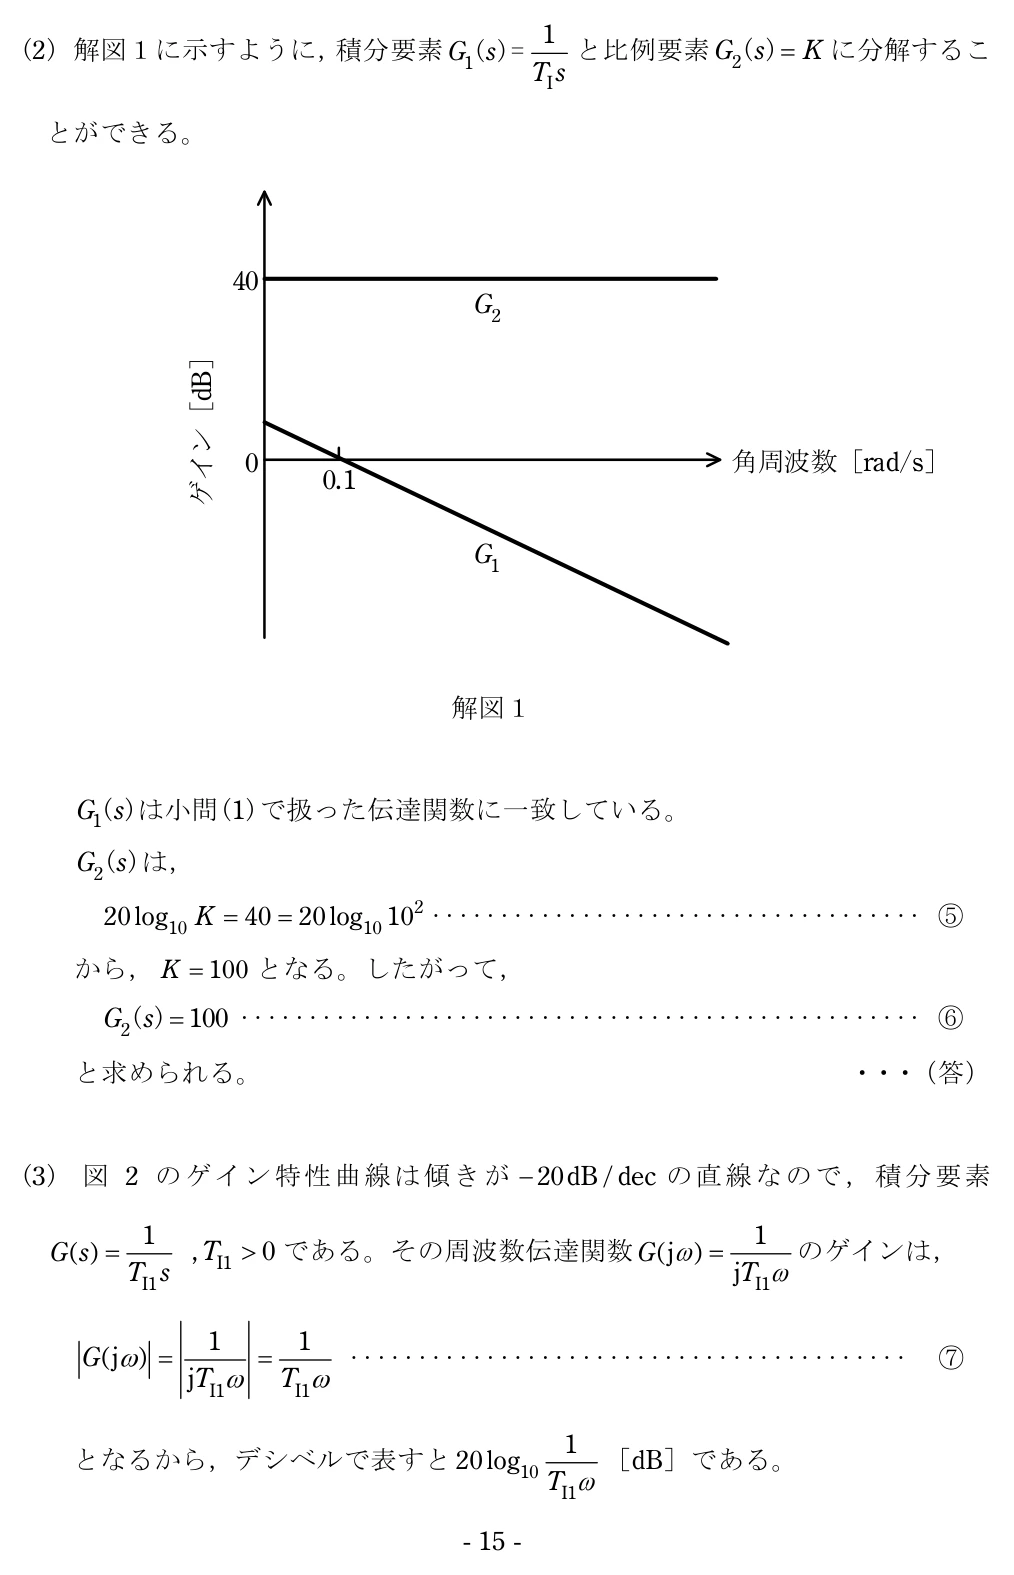 (2) 解図1に示すように, 積分要素 G₁(s) = 1/(T_I s) と比例要素 G₂(s) = K に分解するこ
とができる。
40
G₂
ゲイン［dB］
0
0.1
角周波数［rad/s］
G₁
解図1
G₁(s) は小問(1)で扱った伝達関数に一致している。
G₂(s) は,
20log₁₀ K = 40 = 20log₁₀ 10² ････････････････････････････････････ ⑤
から, K = 100 となる。したがって,
G₂(s) = 100 ･･････････････････････････････････････････････････ ⑥
と求められる。 ・・・（答）
(3) 図 2 のゲイン特性曲線は傾きが −20dB/dec の直線なので, 積分要素
G(s) = 1/(T_I1 s) , T_I1 > 0 である。その周波数伝達関数 G(jω) = 1/(jT_I1 ω) のゲインは,
|G(jω)| = |1/(jT_I1 ω)| = 1/(T_I1 ω) ･････････････････････････････････････････ ⑦
となるから, デシベルで表すと 20log₁₀ 1/(T_I1 ω) ［dB］である。
- 15 -